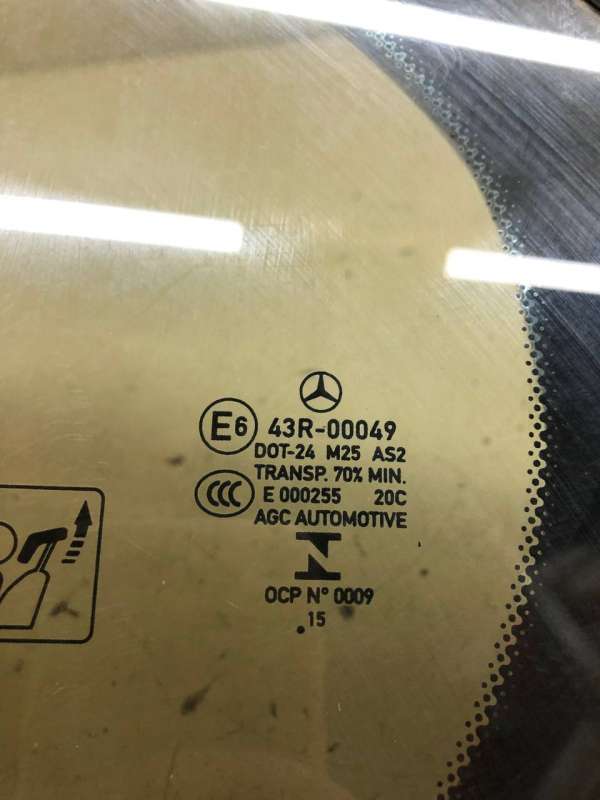 E6 43R-00049
DOT-24 M25 AS2
TRANSP. 70% MIN.
CCC E 000255 20C
AGC AUTOMOTIVE
OCP N° 0009
.15